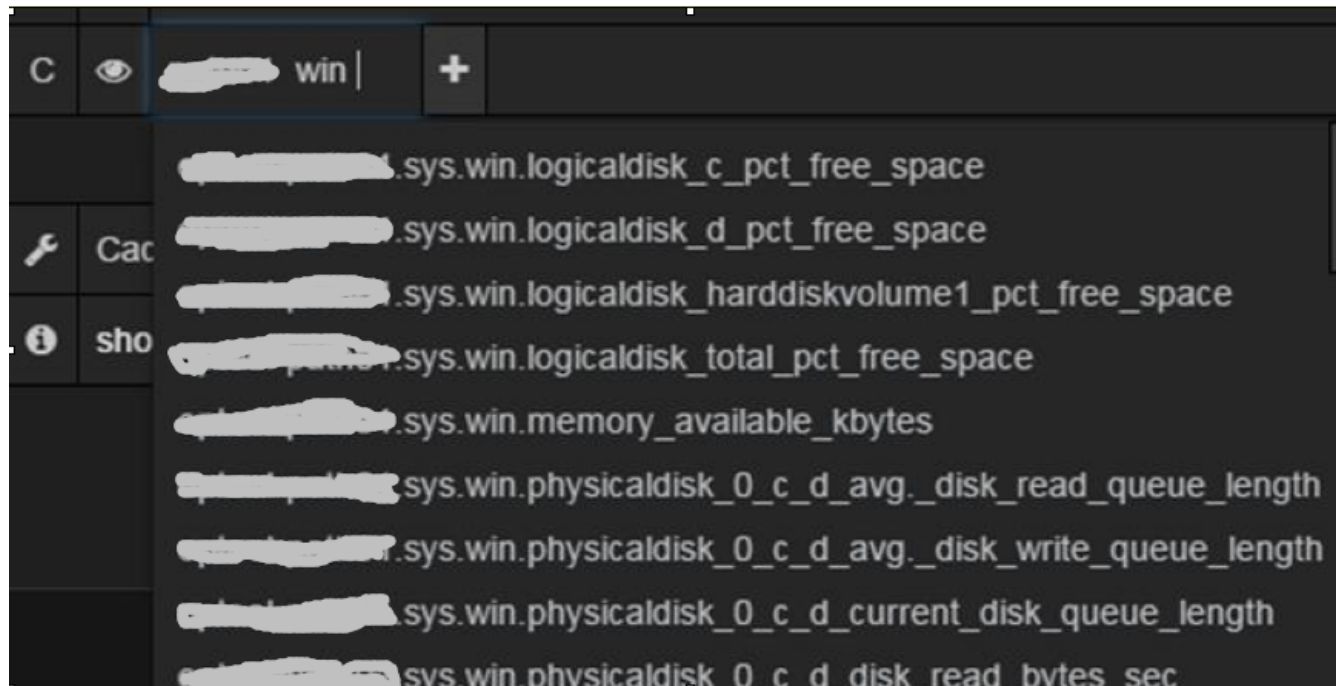 C win
.sys.win.logicaldisk_c_pct_free_space
.sys.win.logicaldisk_d_pct_free_space
.sys.win.logicaldisk_harddiskvolume1_pct_free_space
Cac
.sys.win.logicaldisk_total_pct_free_space
sho
.sys.win.memory_available_kbytes
.sys.win.physicaldisk_0_c_d_avg._disk_read_queue_length
.sys.win.physicaldisk_0_c_d_avg._disk_write_queue_length
.sys.win.physicaldisk_0_c_d_current_disk_queue_length
.sys.win.physicaldisk_0_c_d_disk_read_bytes_sec